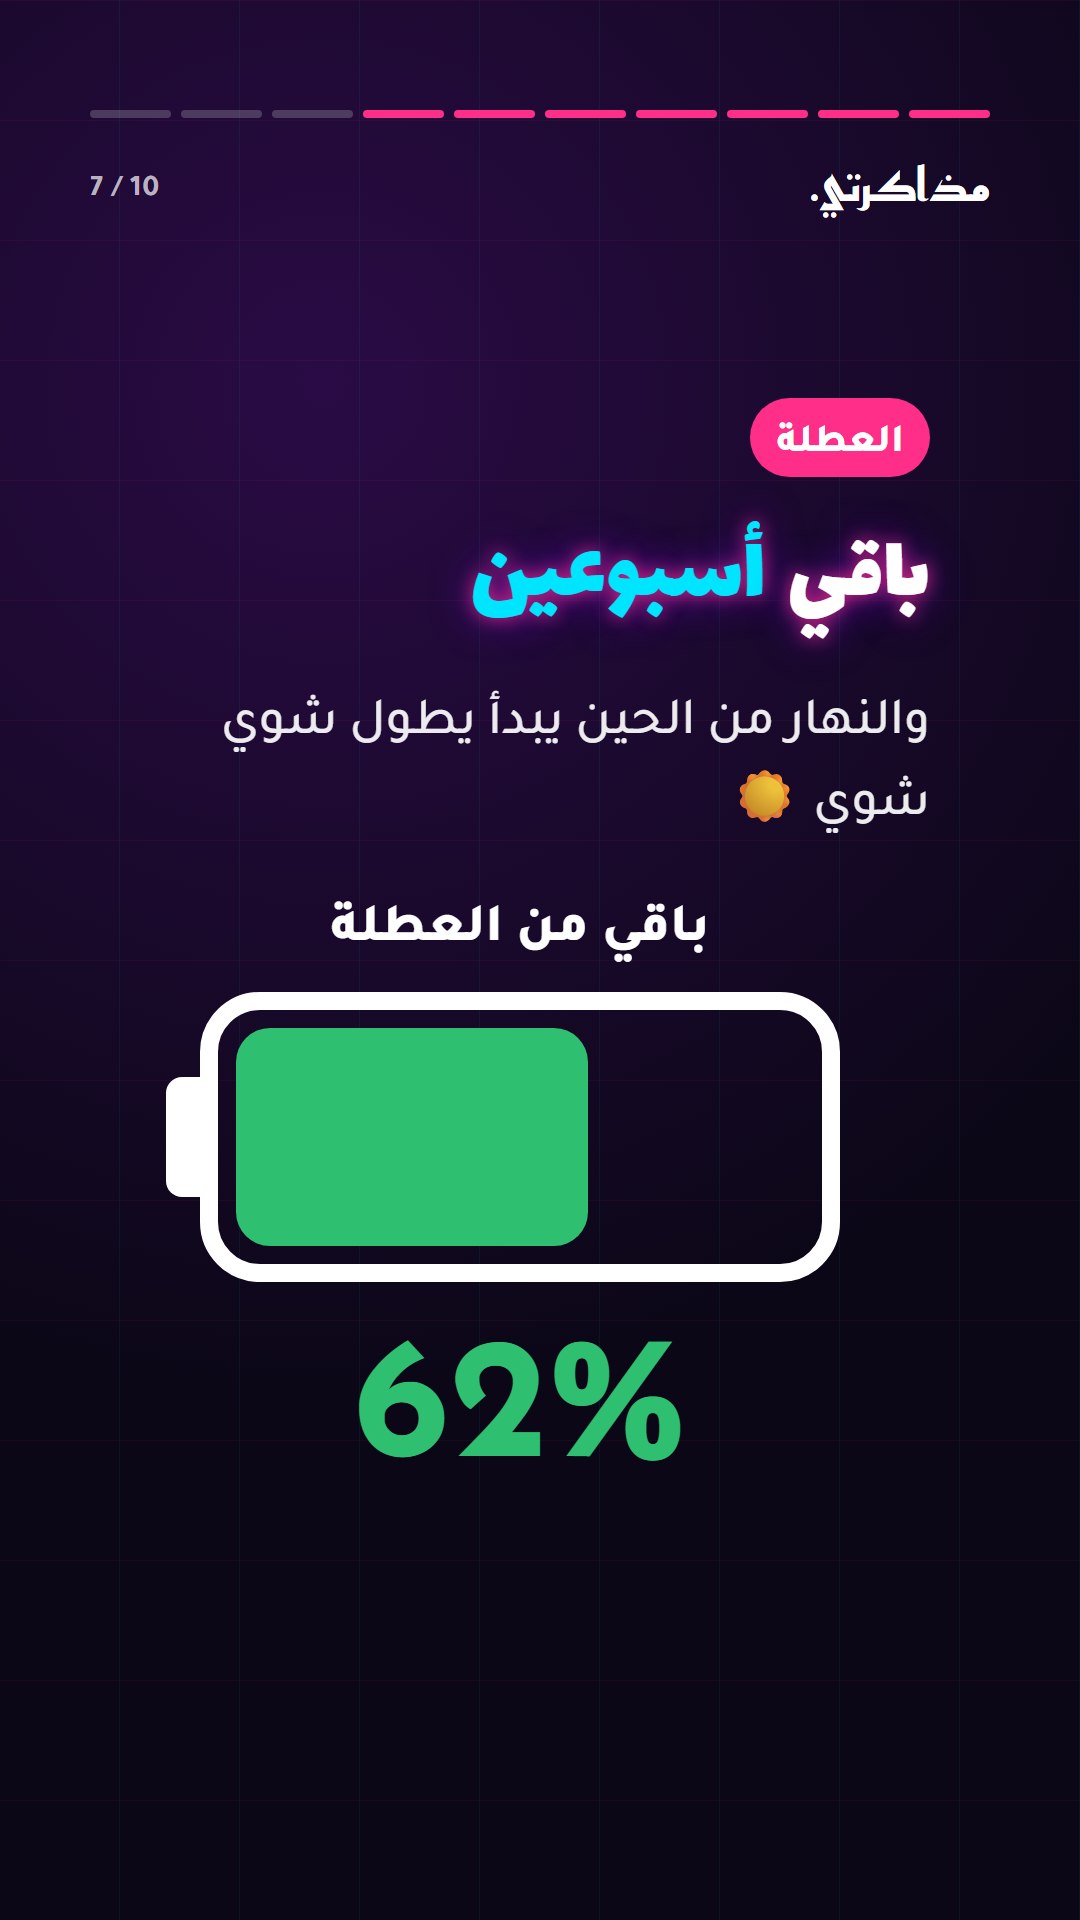 مذاكرتي.
7 / 10
العطلة
باقي أسبوعين
والنهار من الحين يبدأ يطول شوي
شوي
باقي من العطلة
62%